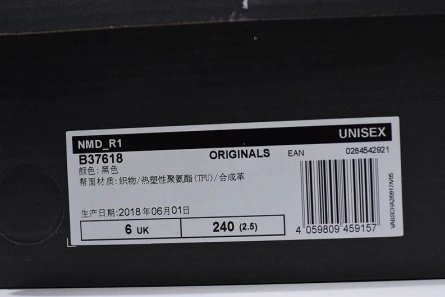 NMD_R1 UNISEX
B37618 ORIGINALS EAN 0284542921
颜色: 黑色
帮面材质: 织物/热塑性聚氨酯(TPU)/合成革
生产日期:2018年06月01日
6 UK 240 (2.5)
4 059809 459157